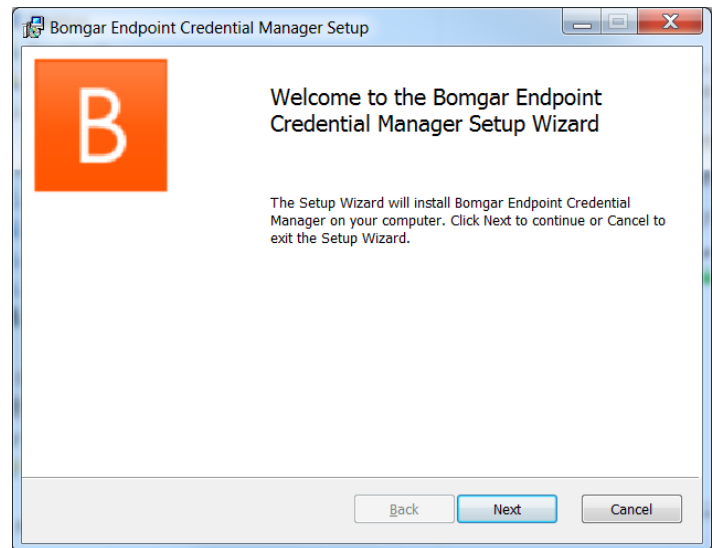 Bomgar Endpoint Credential Manager Setup
X
B
Welcome to the Bomgar Endpoint
Credential Manager Setup Wizard
The Setup Wizard will install Bomgar Endpoint Credential
Manager on your computer. Click Next to continue or Cancel to
exit the Setup Wizard.
Back Next Cancel